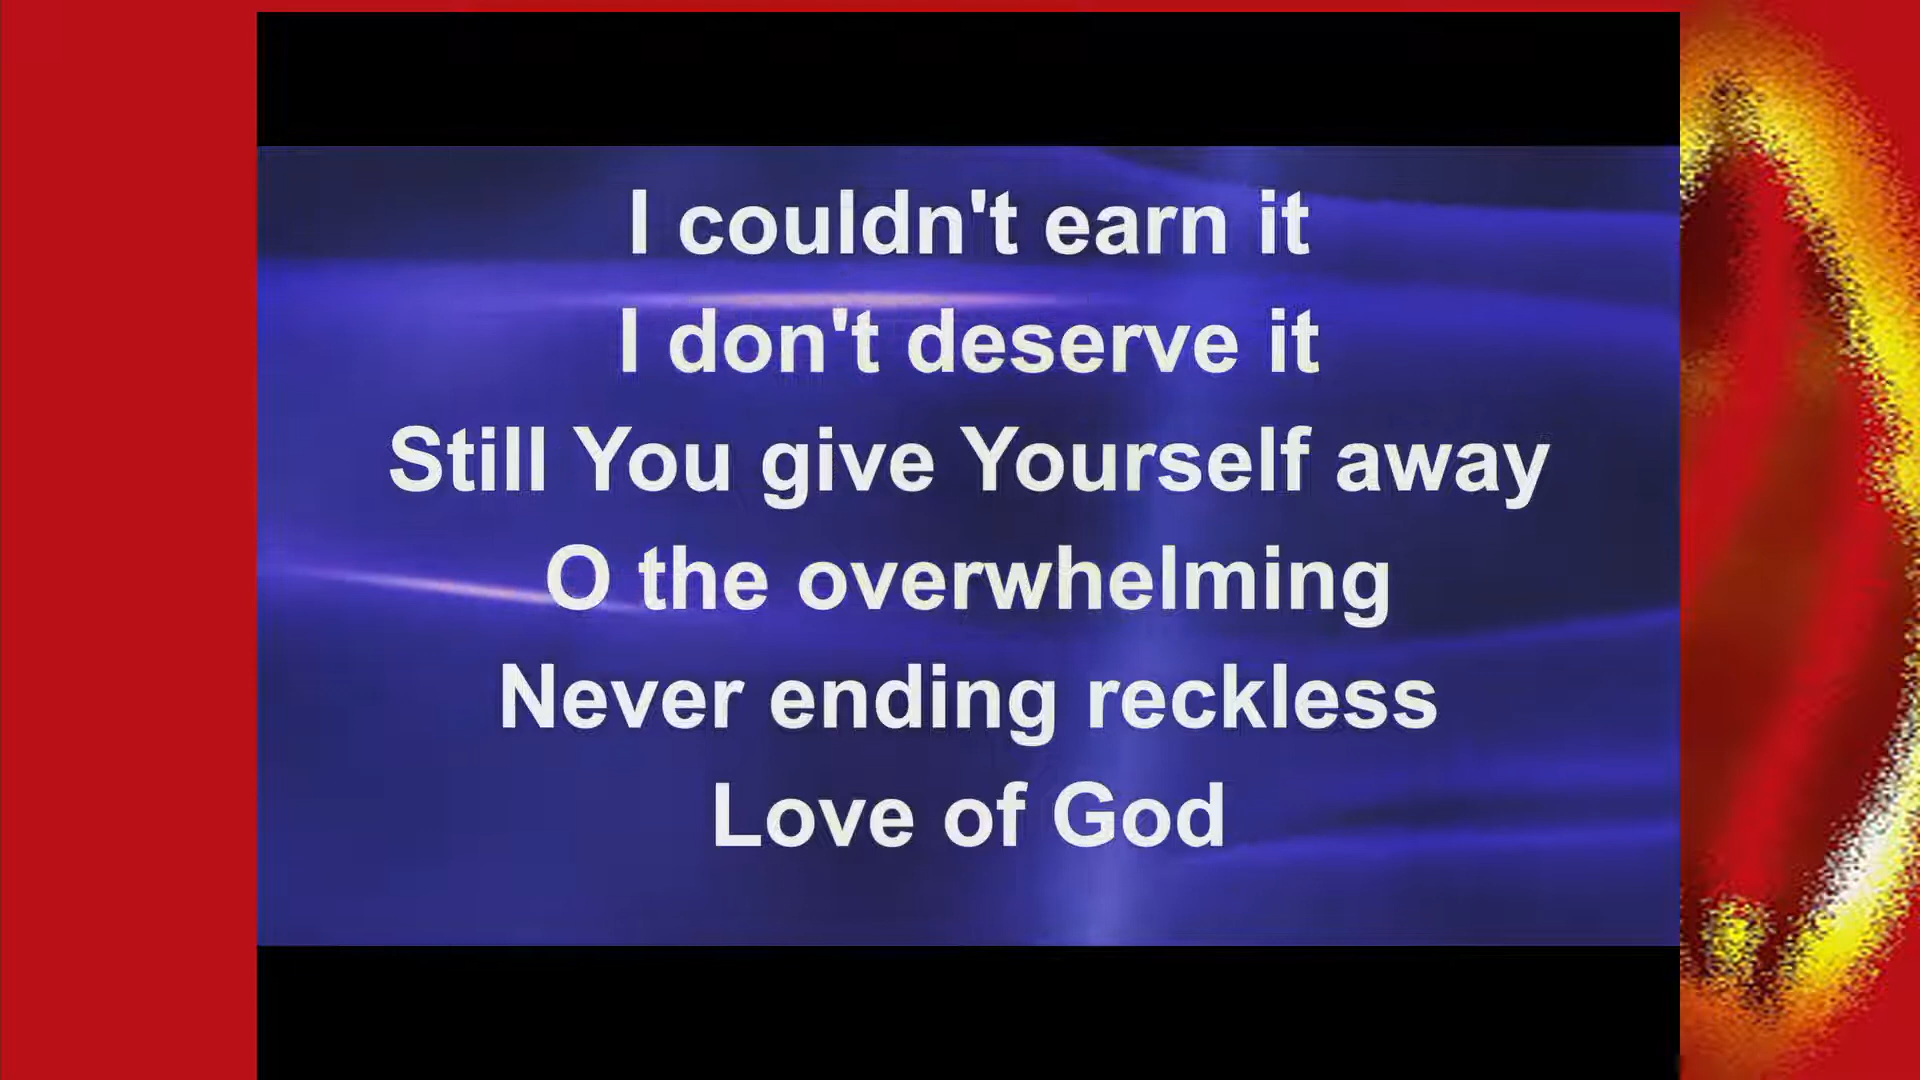 I couldn't earn it
I don't deserve it
Still You give Yourself away
O the overwhelming
Never ending reckless
Love of God